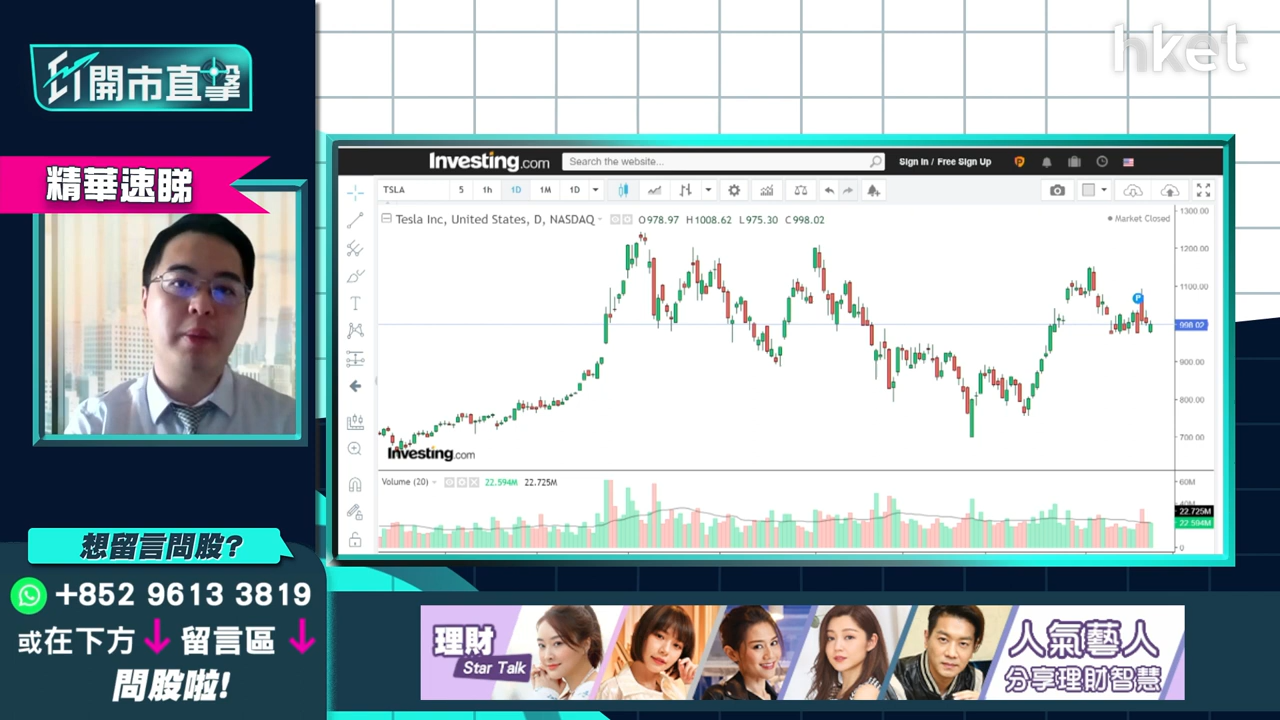 ET開市直擊
hket
精華速睇
Investing.com
Search the website...
Sign In / Free Sign Up
TSLA
5
1h
1D
1M
1D
Tesla Inc, United States, D, NASDAQ
O978.97 H1008.62 L975.30 C998.02
Market Closed
1300.00
1200.00
1100.00
998.02
900.00
800.00
700.00
Investing.com
Volume (20)
22.594M
22.725M
60M
40M
22.725M
22.594M
0
想留言問股?
+852 9613 3819
或在下方 留言區
問股啦!
理財
Star Talk
人氣藝人
分享理財智慧